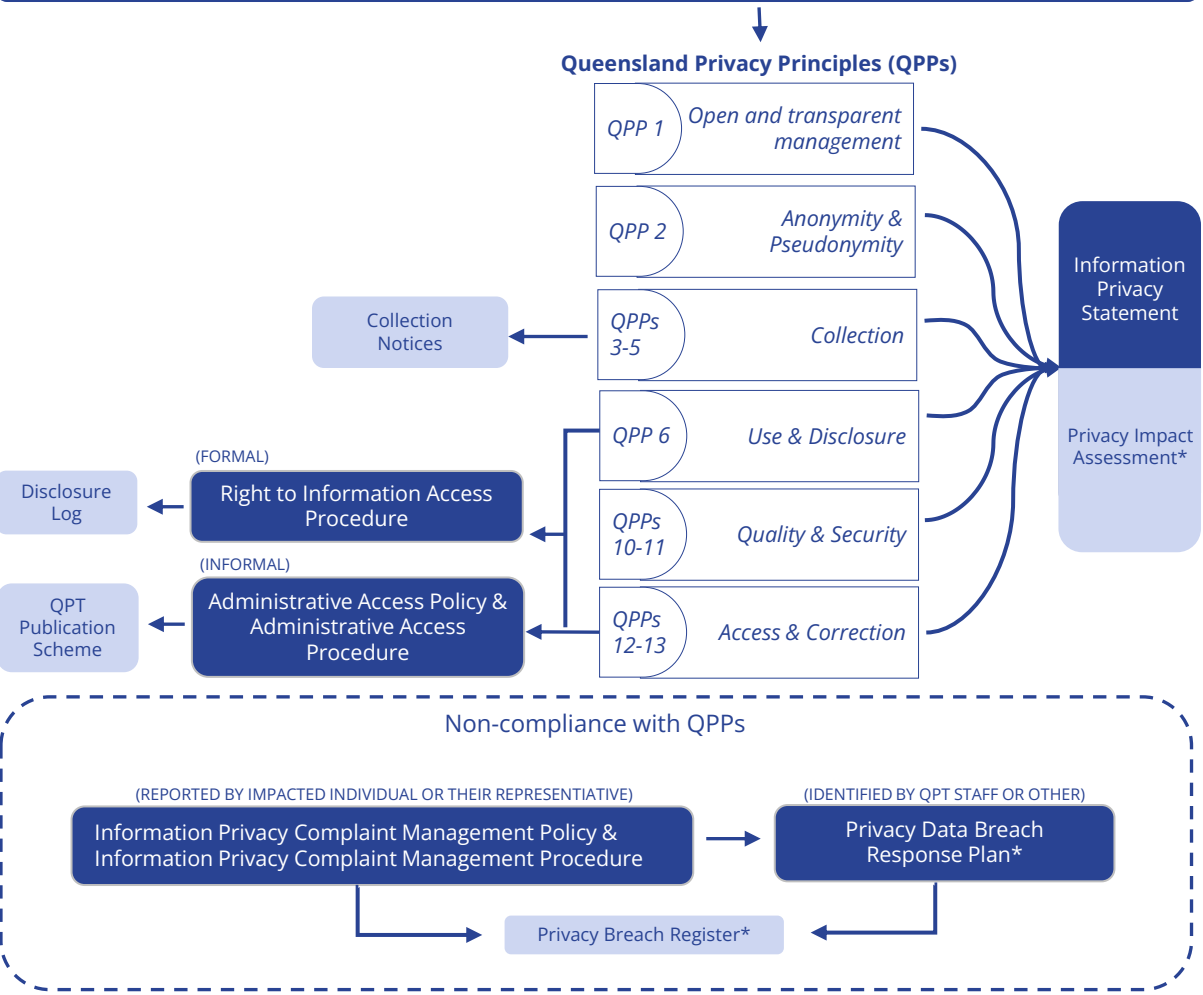 Queensland Privacy Principles (QPPs)
QPP 1
Open and transparent
management
QPP 2
Anonymity &
Pseudonymity
Information
Privacy
Statement
Collection
Notices
QPPs
3-5
Collection
QPP 6
Use & Disclosure
Privacy Impact
Assessment*
(FORMAL)
Disclosure
Log
Right to Information Access
Procedure
QPPs
10-11
Quality & Security
(INFORMAL)
QPT
Publication
Scheme
Administrative Access Policy &
Administrative Access
Procedure
QPPs
12-13
Access & Correction
Non-compliance with QPPs
(REPORTED BY IMPACTED INDIVIDUAL OR THEIR REPRESENTATIVE)
Information Privacy Complaint Management Policy &
Information Privacy Complaint Management Procedure
(IDENTIFIED BY QPT STAFF OR OTHER)
Privacy Data Breach
Response Plan*
Privacy Breach Register*